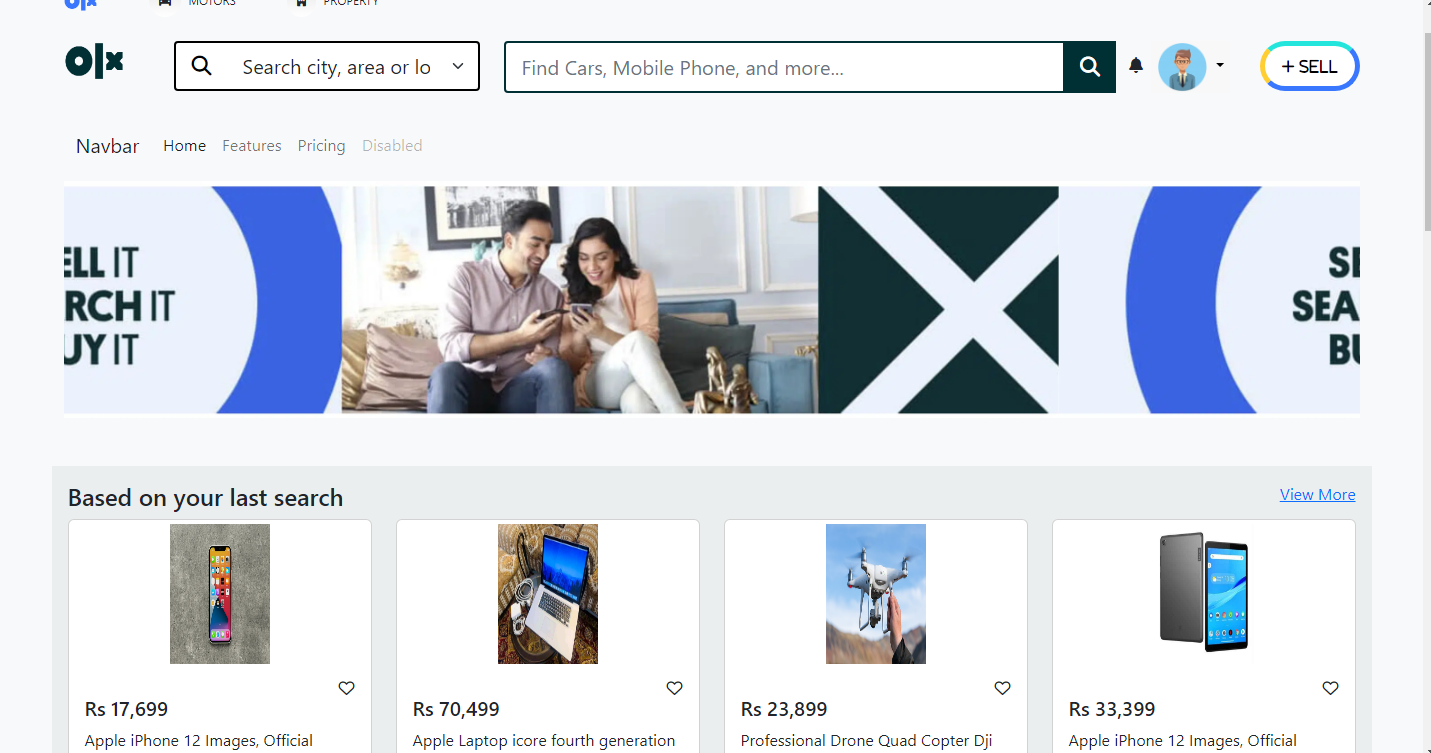 olx
MOTORS
PROPERTY
olx
Search city, area or lo
Find Cars, Mobile Phone, and more...
+ SELL
Navbar
Home
Features
Pricing
Disabled
ELL IT
RCH IT
UY IT
SE
SEA
BU
Based on your last search
View More
Rs 17,699
Apple iPhone 12 Images, Official
Rs 70,499
Apple Laptop icore fourth generation
Rs 23,899
Professional Drone Quad Copter Dji
Rs 33,399
Apple iPhone 12 Images, Official